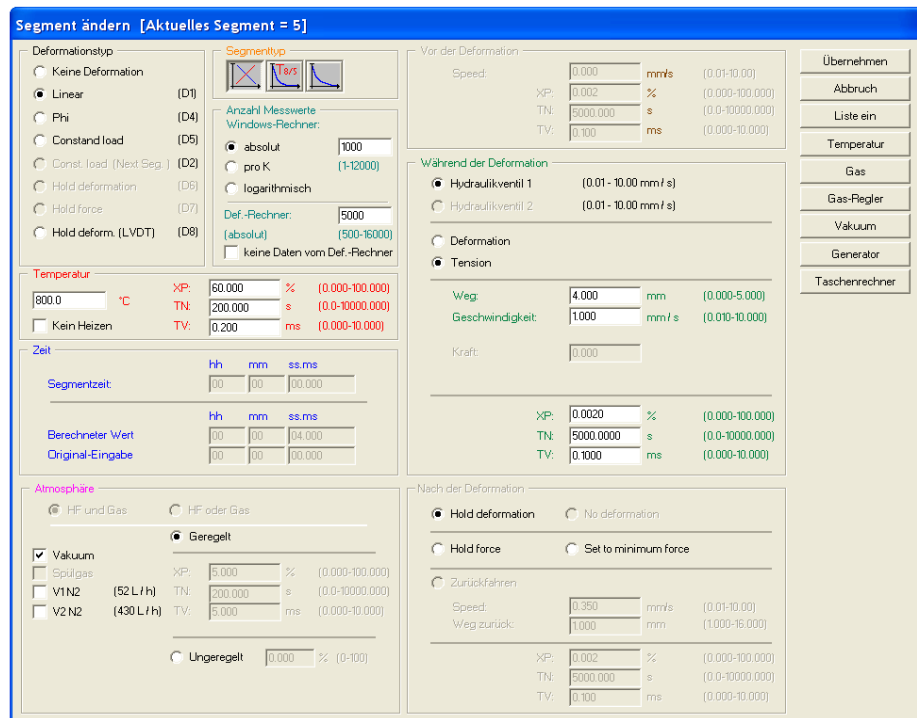 Segment ändern [Aktuelles Segment = 5]
Deformationstyp
Keine Deformation
Linear (D1)
Phi (D4)
Constand load (D5)
Const. load (Next Seg. ) (D2)
Hold deformation (D6)
Hold force (D7)
Hold deform. (LVDT) (D8)
Segmenttyp
T8/5
Anzahl Messwerte
Windows-Rechner:
absolut 1000
pro K (1-12000)
logarithmisch
Def.-Rechner: 5000
(absolut) (500-16000)
keine Daten vom Def.-Rechner
Temperatur
800.0 °C
Kein Heizen
XP: 60.000 % (0.000-100.000)
TN: 200.000 s (0.0-10000.000)
TV: 0.200 ms (0.000-10.000)
Zeit
hh mm ss.ms
Segmentzeit: 00 00 00.000
hh mm ss.ms
Berechneter Wert 00 00 04.000
Original-Eingabe 00 00 00.000
Atmosphäre
HF und Gas HF oder Gas
Geregelt
Vakuum
Spülgas
V1 N2 (52 L / h)
V2 N2 (430 L / h)
XP: 5.000 % (0.000-100.000)
TN: 200.000 s (0.0-10000.000)
TV: 5.000 ms (0.000-10.000)
Ungeregelt 0.000 % (0-100)
Vor der Deformation
Speed: 0.000 mm/s (0.01-10.00)
XP: 0.002 % (0.000-100.000)
TN: 5000.000 s (0.0-10000.000)
TV: 0.100 ms (0.000-10.000)
Während der Deformation
Hydraulikventil 1 (0.01 - 10.00 mm / s)
Hydraulikventil 2 (0.01 - 10.00 mm / s)
Deformation
Tension
Weg: 4.000 mm (0.000-5.000)
Geschwindigkeit: 1.000 mm / s (0.010-10.000)
Kraft: 0.000
XP: 0.0020 % (0.000-100.000)
TN: 5000.0000 s (0.0-10000.000)
TV: 0.1000 ms (0.000-10.000)
Nach der Deformation
Hold deformation No deformation
Hold force Set to minimum force
Zurückfahren
Speed: 0.350 mm/s (0.01-10.00)
Weg zurück: 1.000 mm (1.000-16.000)
XP: 0.002 % (0.000-100.000)
TN: 5000.000 s (0.0-10000.000)
TV: 0.100 ms (0.000-10.000)
Übernehmen
Abbruch
Liste ein
Temperatur
Gas
Gas-Regler
Vakuum
Generator
Taschenrechner